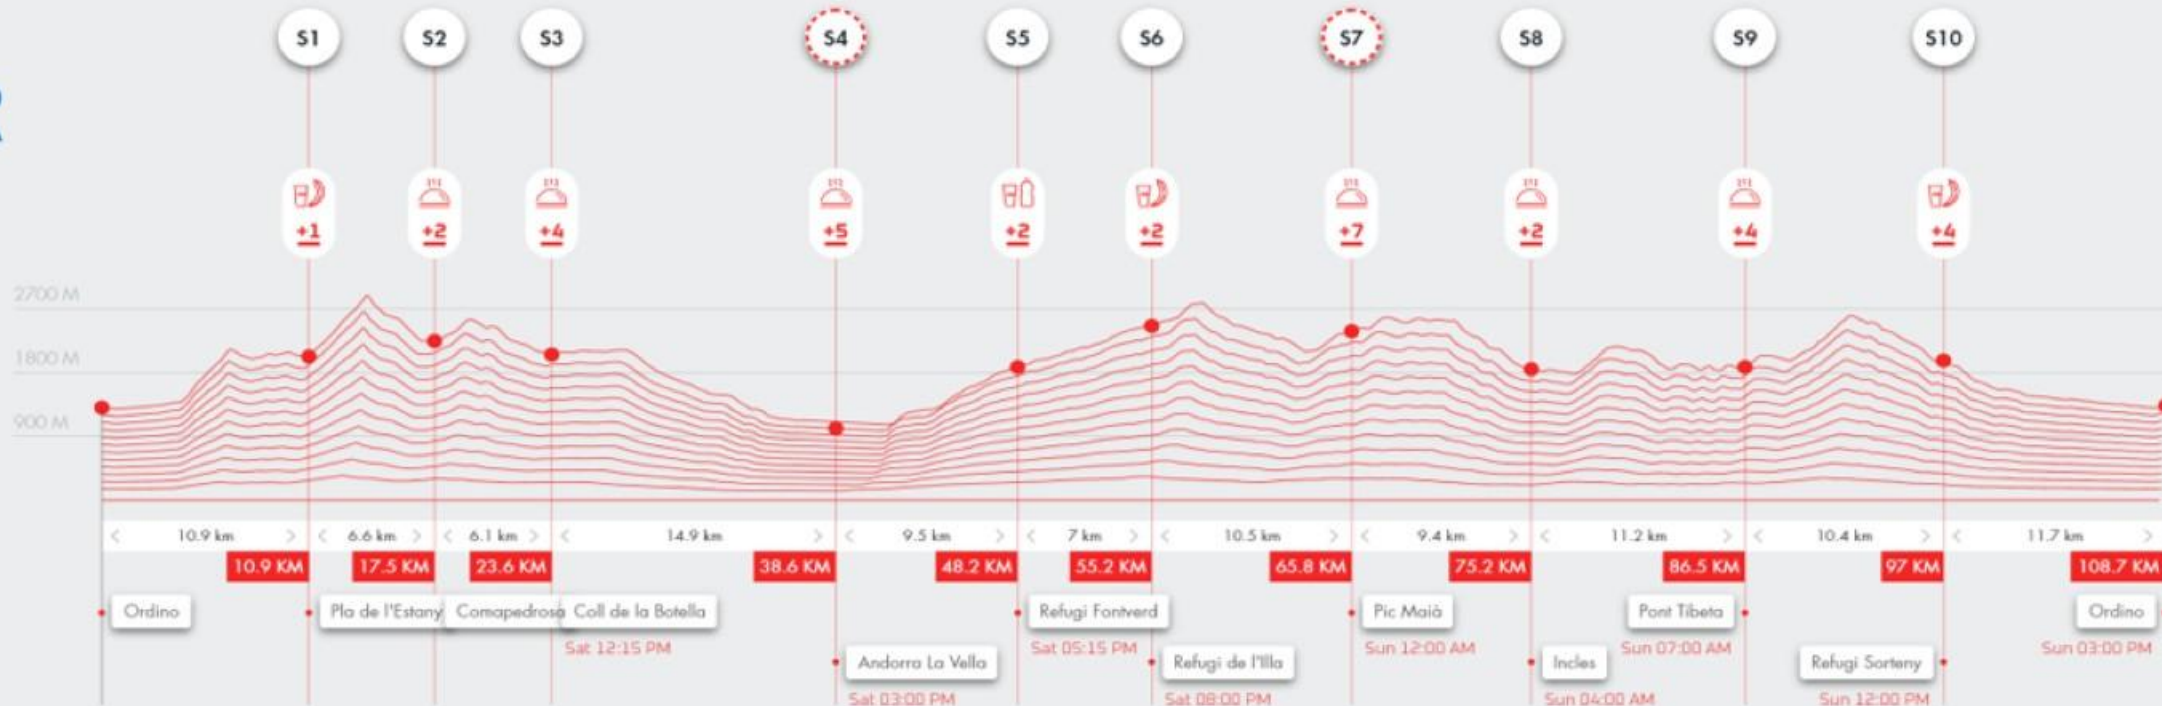 S1 S2 S3 S4 S5 S6 S7 S8 S9 S10
+1 +2 +4 +5 +2 +2 +7 +2 +4 +4
2700 M
1800 M
900 M
10.9 km 6.6 km 6.1 km 14.9 km 9.5 km 7 km 10.5 km 9.4 km 11.2 km 10.4 km 11.7 km
10.9 KM 17.5 KM 23.6 KM 38.6 KM 48.2 KM 55.2 KM 65.8 KM 75.2 KM 86.5 KM 97 KM 108.7 KM
Ordino Pla de l'Estany Comapedrosa Coll de la Botella Refugi Fontverd Pic Maià Pont Tibeta Ordino
Sat 12:15 PM Sat 05:15 PM Sun 12:00 AM Sun 07:00 AM Sun 03:00 PM
Andorra La Vella Refugi de l'Illa Incles Refugi Sorteny
Sat 03:00 PM Sat 08:00 PM Sun 04:00 AM Sun 12:00 PM